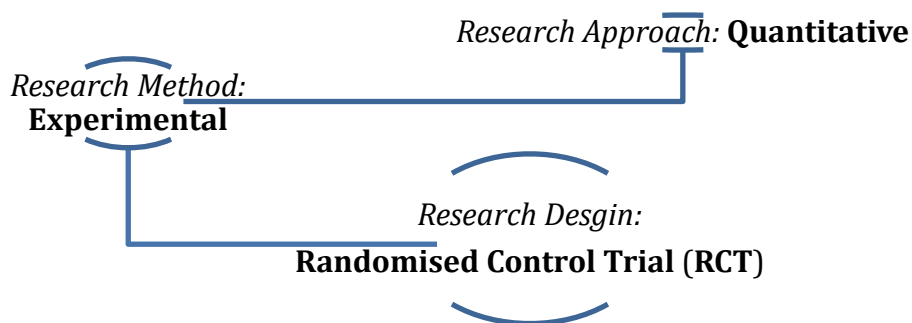 Research Approach: Quantitative
Research Method:
Experimental
Research Desgin:
Randomised Control Trial (RCT)